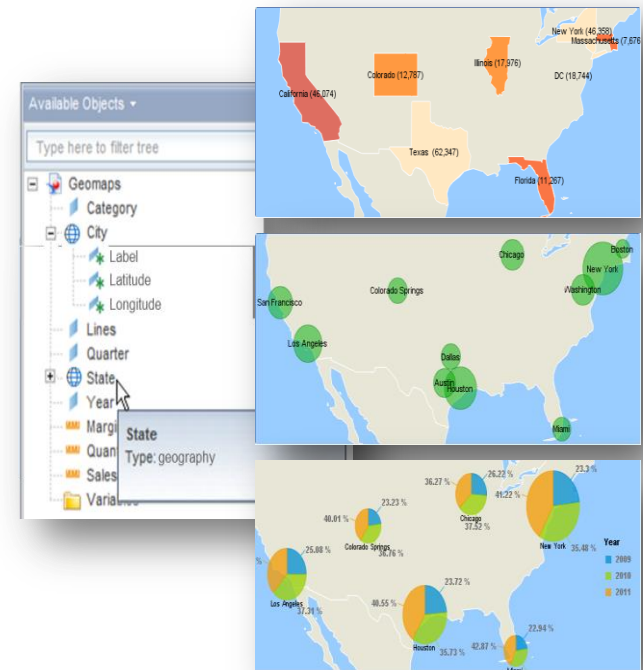 Available Objects
Type here to filter tree
Geomaps
Category
City
Label
Latitude
Longitude
Lines
Quarter
State
Year
Margi
Quan
Sales
Varia
State
Type: geography
New York (46,358)
Massachusetts (7,676
Illinois (17,976)
Colorado (12,787)
DC (18,744)
California (46,074)
Texas (62,347)
Florida (11,267)
Boston
Chicago
New York
Colorado Springs
Washington
San Francisco
Los Angeles
Dallas
Austin
Houston
Miami
36.27 %
26.22 %
23.3 %
23.23 %
41.22 %
40.01 %
Chicago
37.52 %
Colorado Springs
36.76 %
New York
35.48 %
Year
2009
2010
2011
25.08 %
%
23.72 %
Los Angeles
37.31 %
40.55 %
22.94 %
Houston
35.73 %
42.87 %
Miami